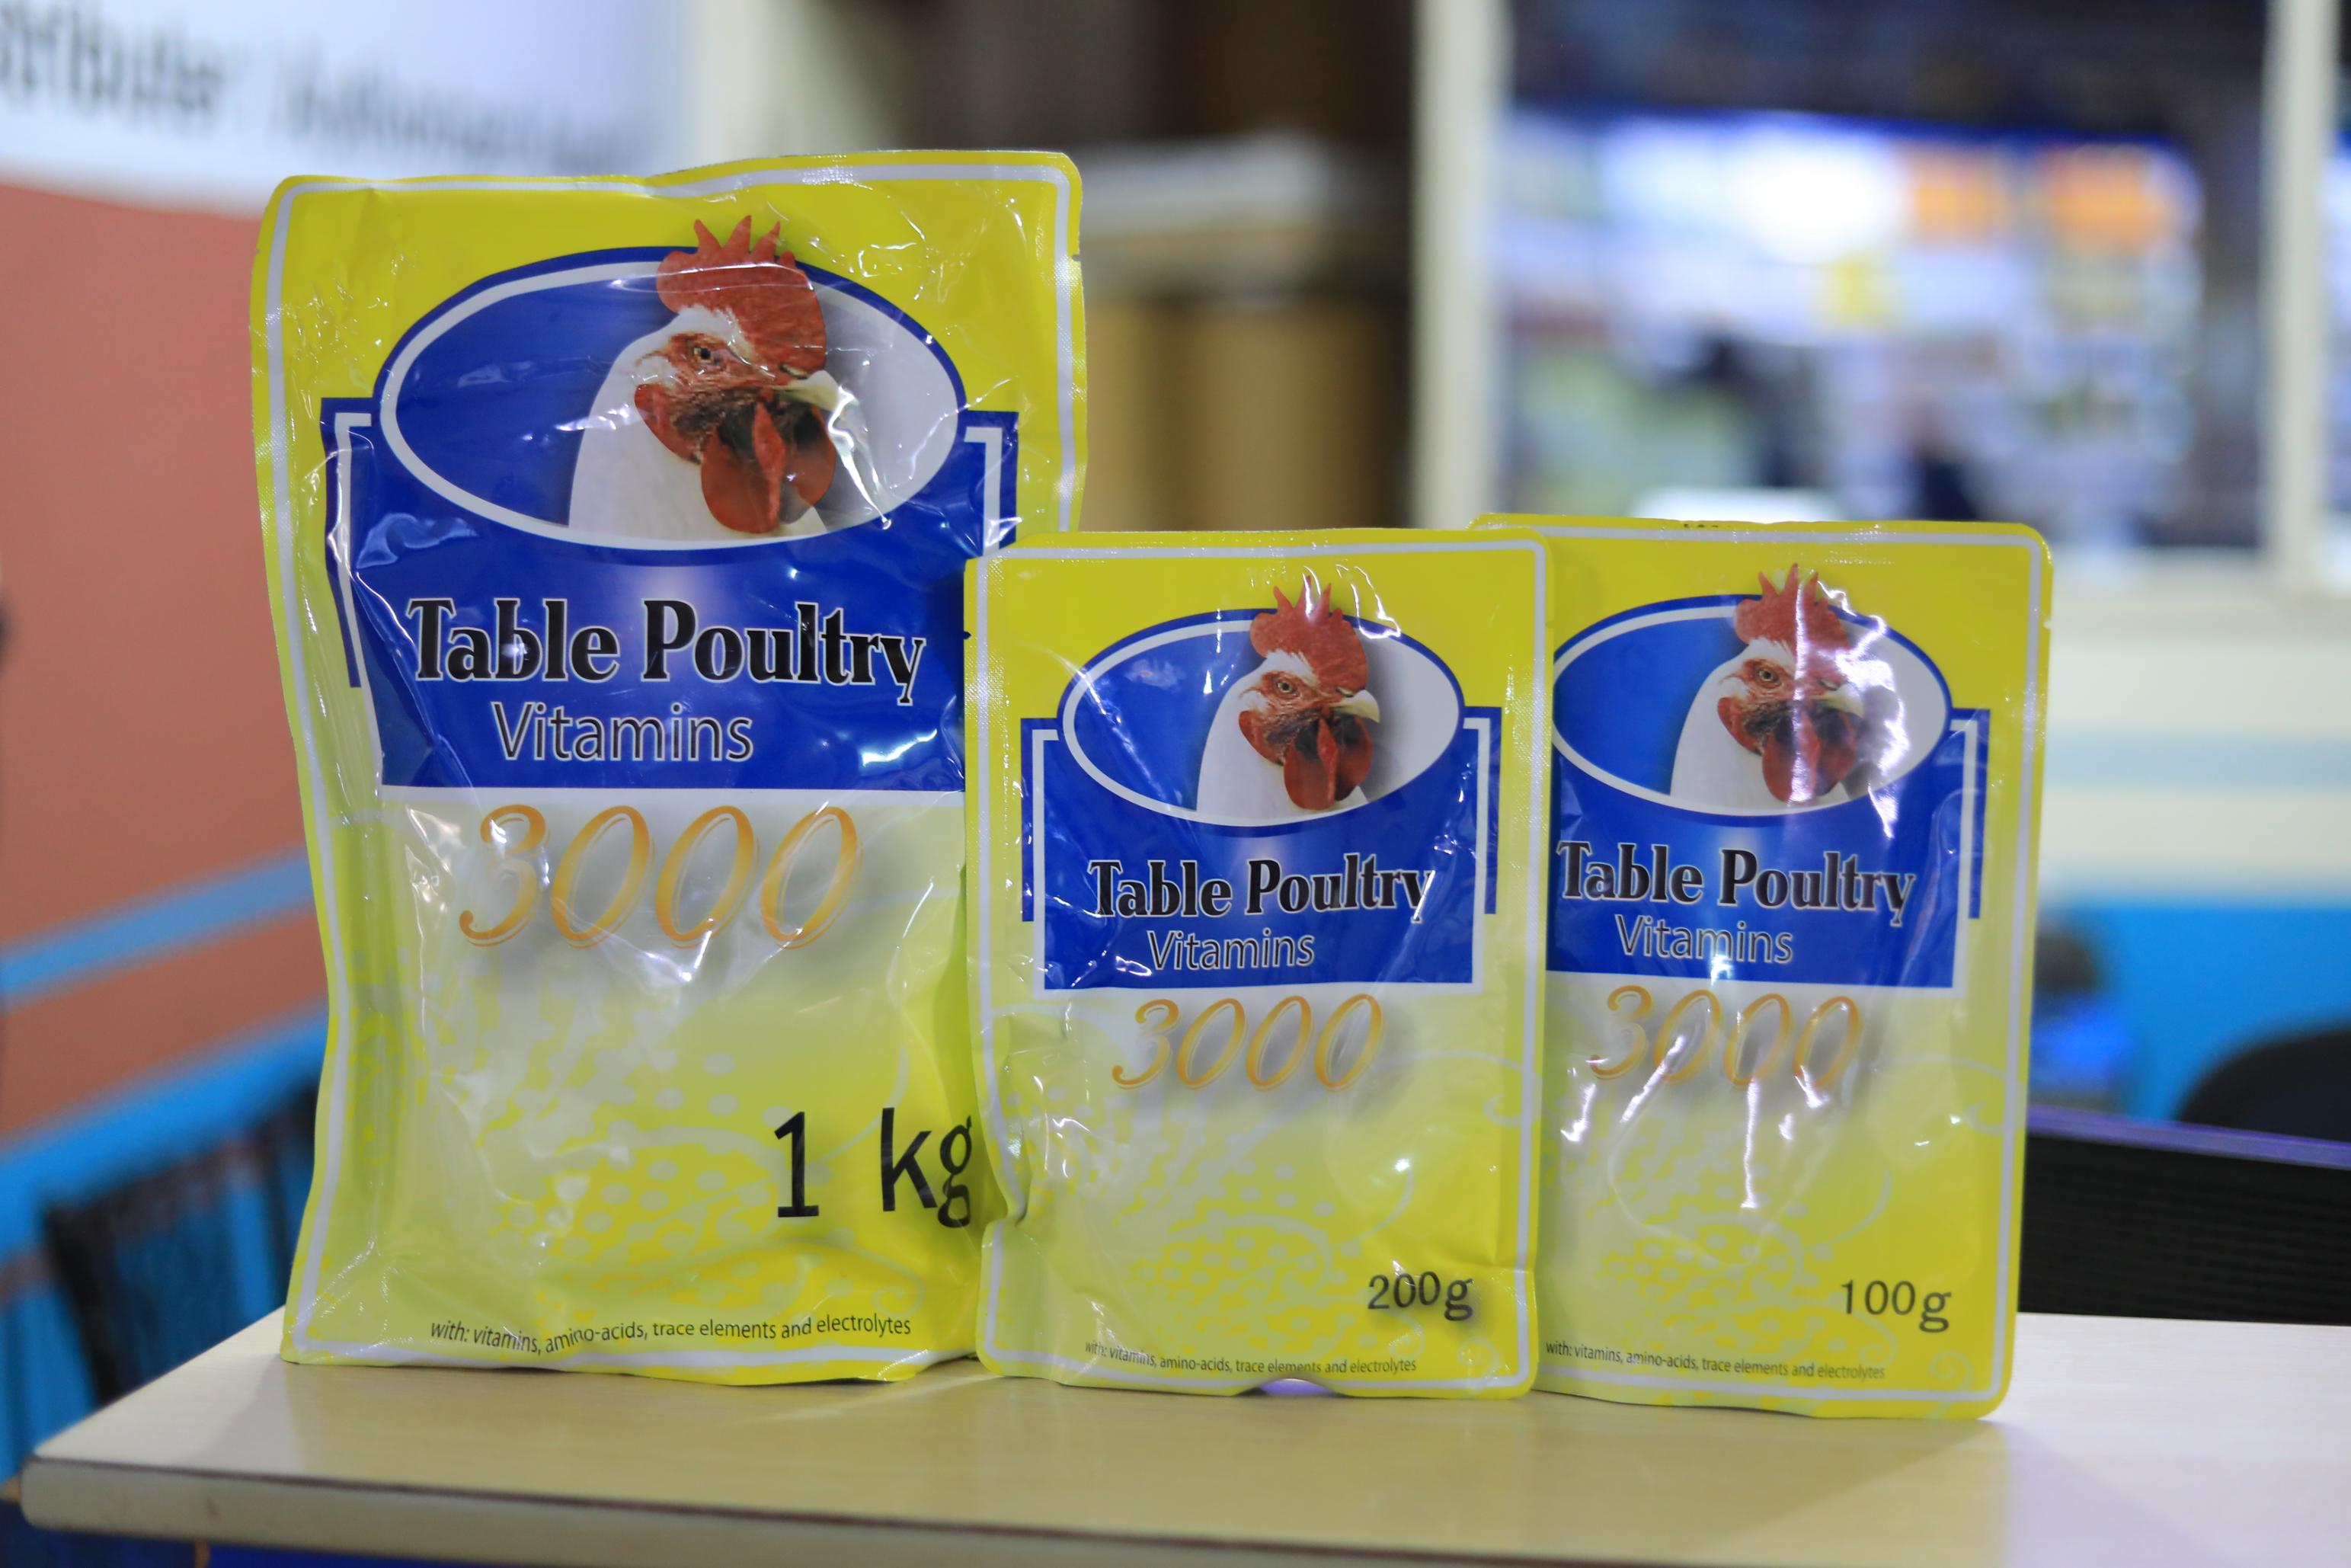 Table Poultry
Vitamins
3000
1 kg
with: vitamins, amino-acids, trace elements and electrolytes
Table Poultry
Vitamins
3000
200g
with: vitamins, amino-acids, trace elements and electrolytes
Table Poultry
Vitamins
3000
100g
with: vitamins, amino-acids, trace elements and electrolytes